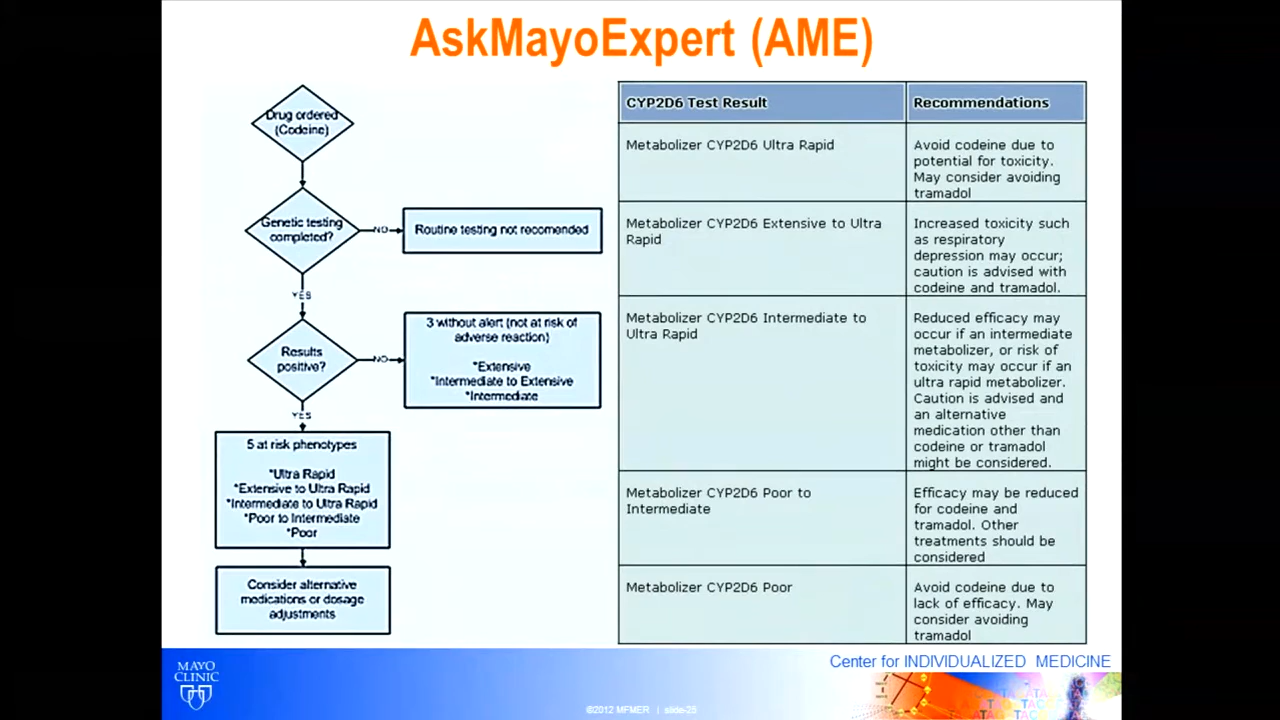 AskMayoExpert (AME)
Drug ordered
(Codeine)
Genetic testing
completed?
NO
Routine testing not recomended
YES
Results
positive?
NO
3 without alert (not at risk of
adverse reaction)
*Extensive
*Intermediate to Extensive
*Intermediate
YES
5 at risk phenotypes
*Ultra Rapid
*Extensive to Ultra Rapid
*Intermediate to Ultra Rapid
*Poor to Intermediate
*Poor
Consider alternative
medications or dosage
adjustments
CYP2D6 Test Result
Recommendations
Metabolizer CYP2D6 Ultra Rapid
Avoid codeine due to
potential for toxicity.
May consider avoiding
tramadol
Metabolizer CYP2D6 Extensive to Ultra
Rapid
Increased toxicity such
as respiratory
depression may occur;
caution is advised with
codeine and tramadol.
Metabolizer CYP2D6 Intermediate to
Ultra Rapid
Reduced efficacy may
occur if an intermediate
metabolizer, or risk of
toxicity may occur if an
ultra rapid metabolizer.
Caution is advised and
an alternative
medication other than
codeine or tramadol
might be considered.
Metabolizer CYP2D6 Poor to
Intermediate
Efficacy may be reduced
for codeine and
tramadol. Other
treatments should be
considered
Metabolizer CYP2D6 Poor
Avoid codeine due to
lack of efficacy. May
consider avoiding
tramadol
MAYO
CLINIC
Center for INDIVIDUALIZED MEDICINE
©2012 MFMER | slide-25